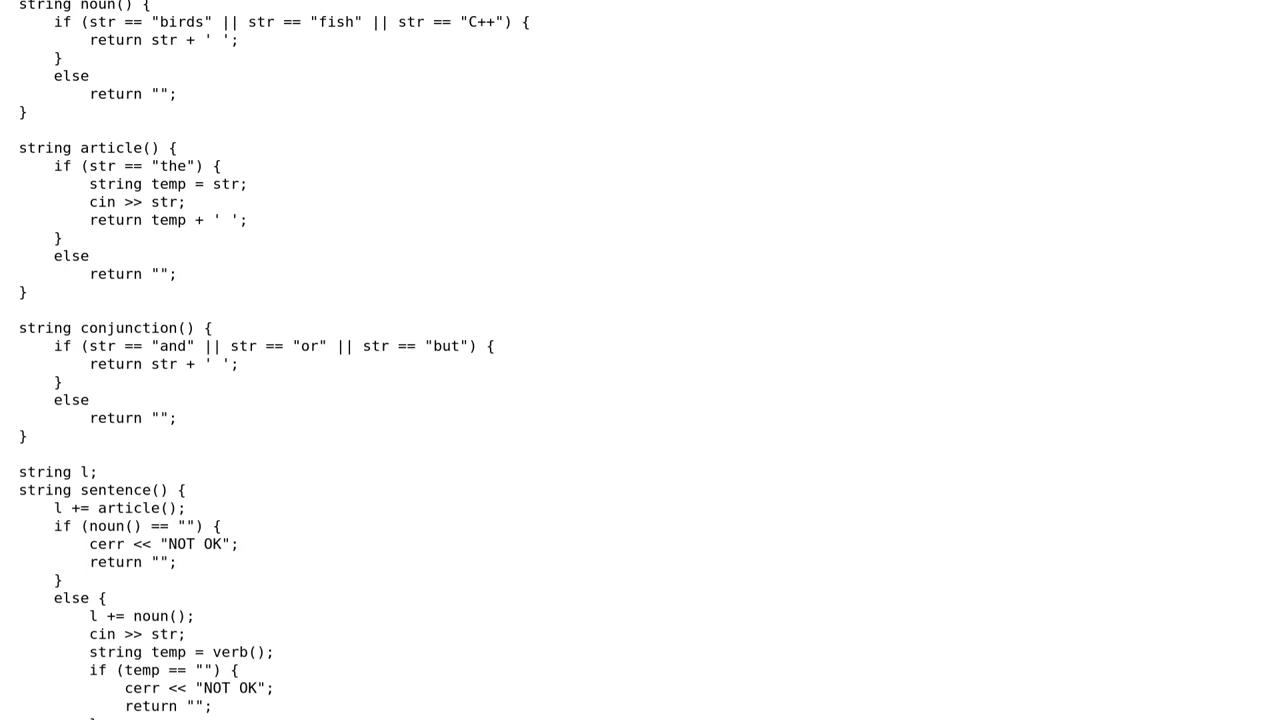 string noun() {
    if (str == "birds" || str == "fish" || str == "C++") {
        return str + ' ';
    }
    else
        return "";
}

string article() {
    if (str == "the") {
        string temp = str;
        cin >> str;
        return temp + ' ';
    }
    else
        return "";
}

string conjunction() {
    if (str == "and" || str == "or" || str == "but") {
        return str + ' ';
    }
    else
        return "";
}

string l;
string sentence() {
    l += article();
    if (noun() == "") {
        cerr << "NOT OK";
        return "";
    }
    else {
        l += noun();
        cin >> str;
        string temp = verb();
        if (temp == "") {
            cerr << "NOT OK";
            return "";